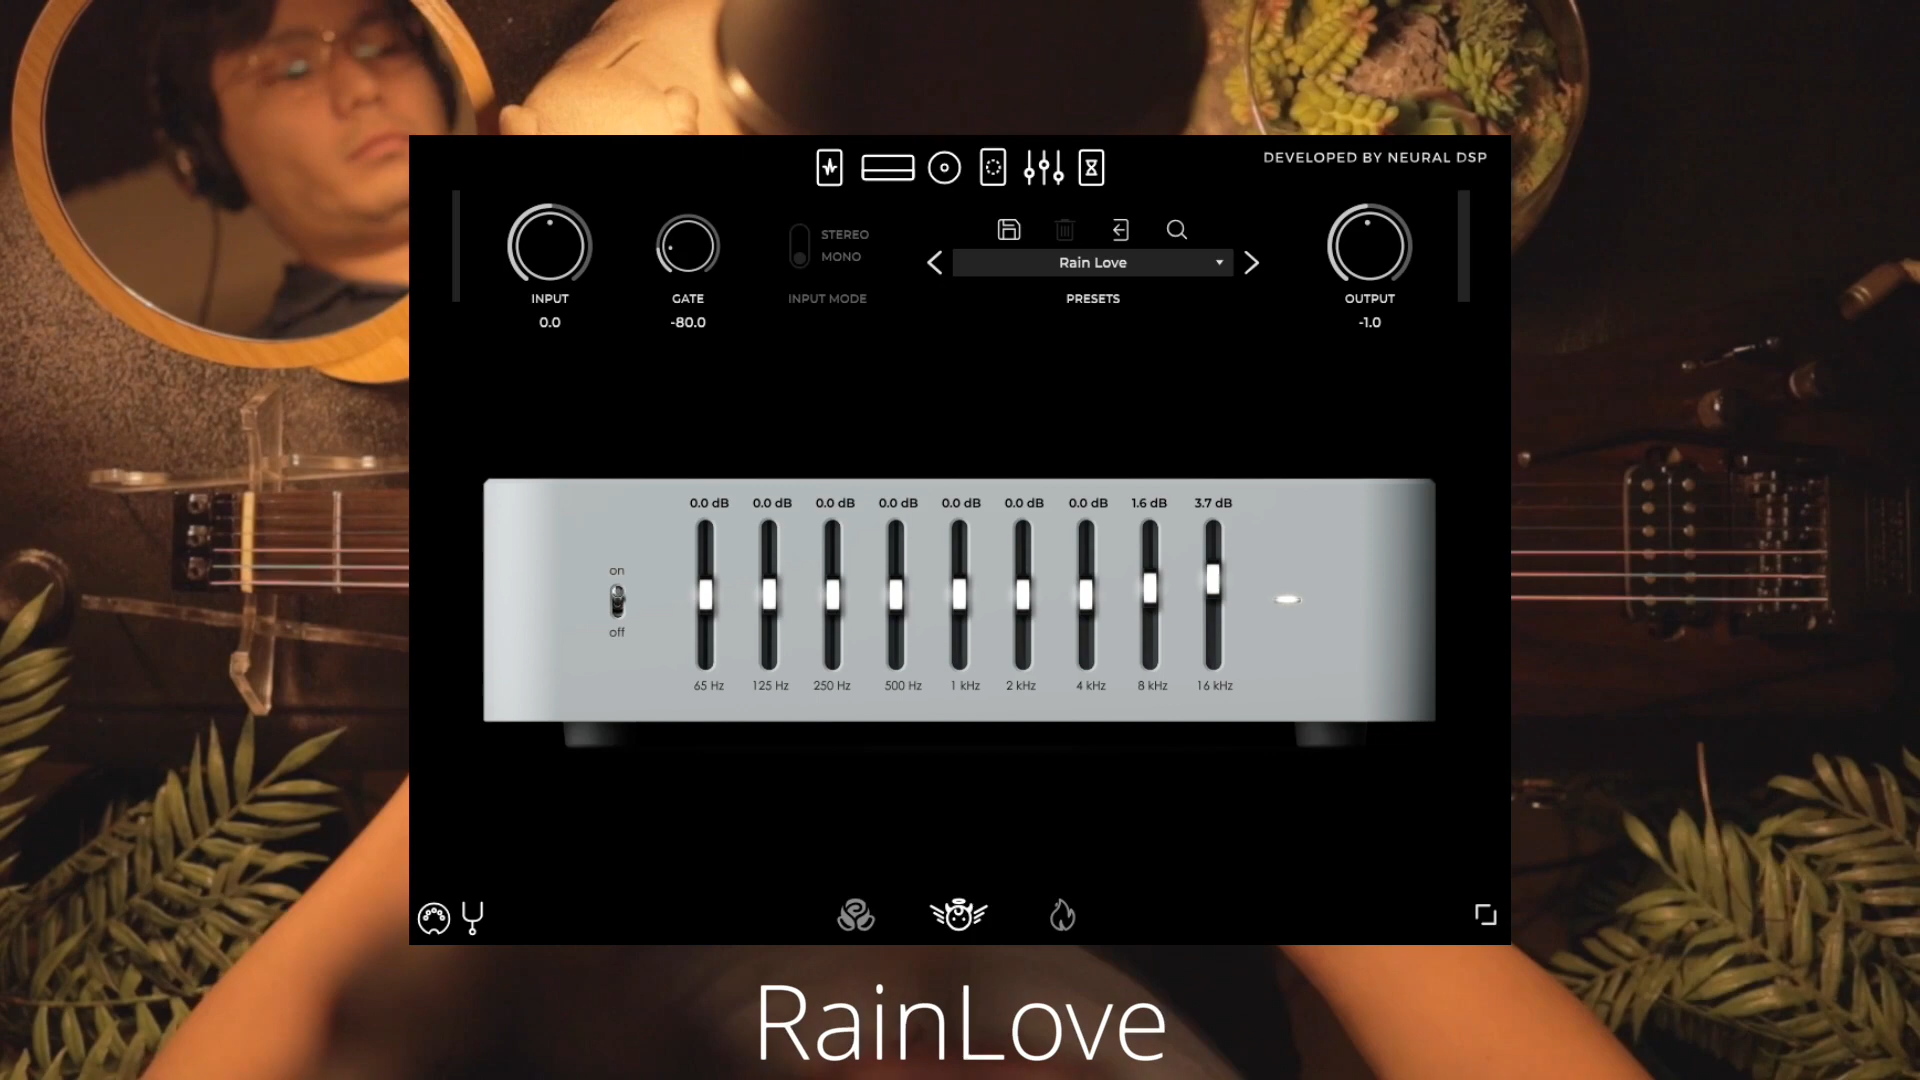 DEVELOPED BY NEURAL DSP
STEREO
MONO
Rain Love
INPUT
GATE
INPUT MODE
PRESETS
OUTPUT
0.0
-80.0
-1.0
0.0 dB 0.0 dB 0.0 dB 0.0 dB 0.0 dB 0.0 dB 0.0 dB 1.6 dB 3.7 dB
on
off
65 Hz 125 Hz 250 Hz 500 Hz 1 kHz 2 kHz 4 kHz 8 kHz 16 kHz
RainLove